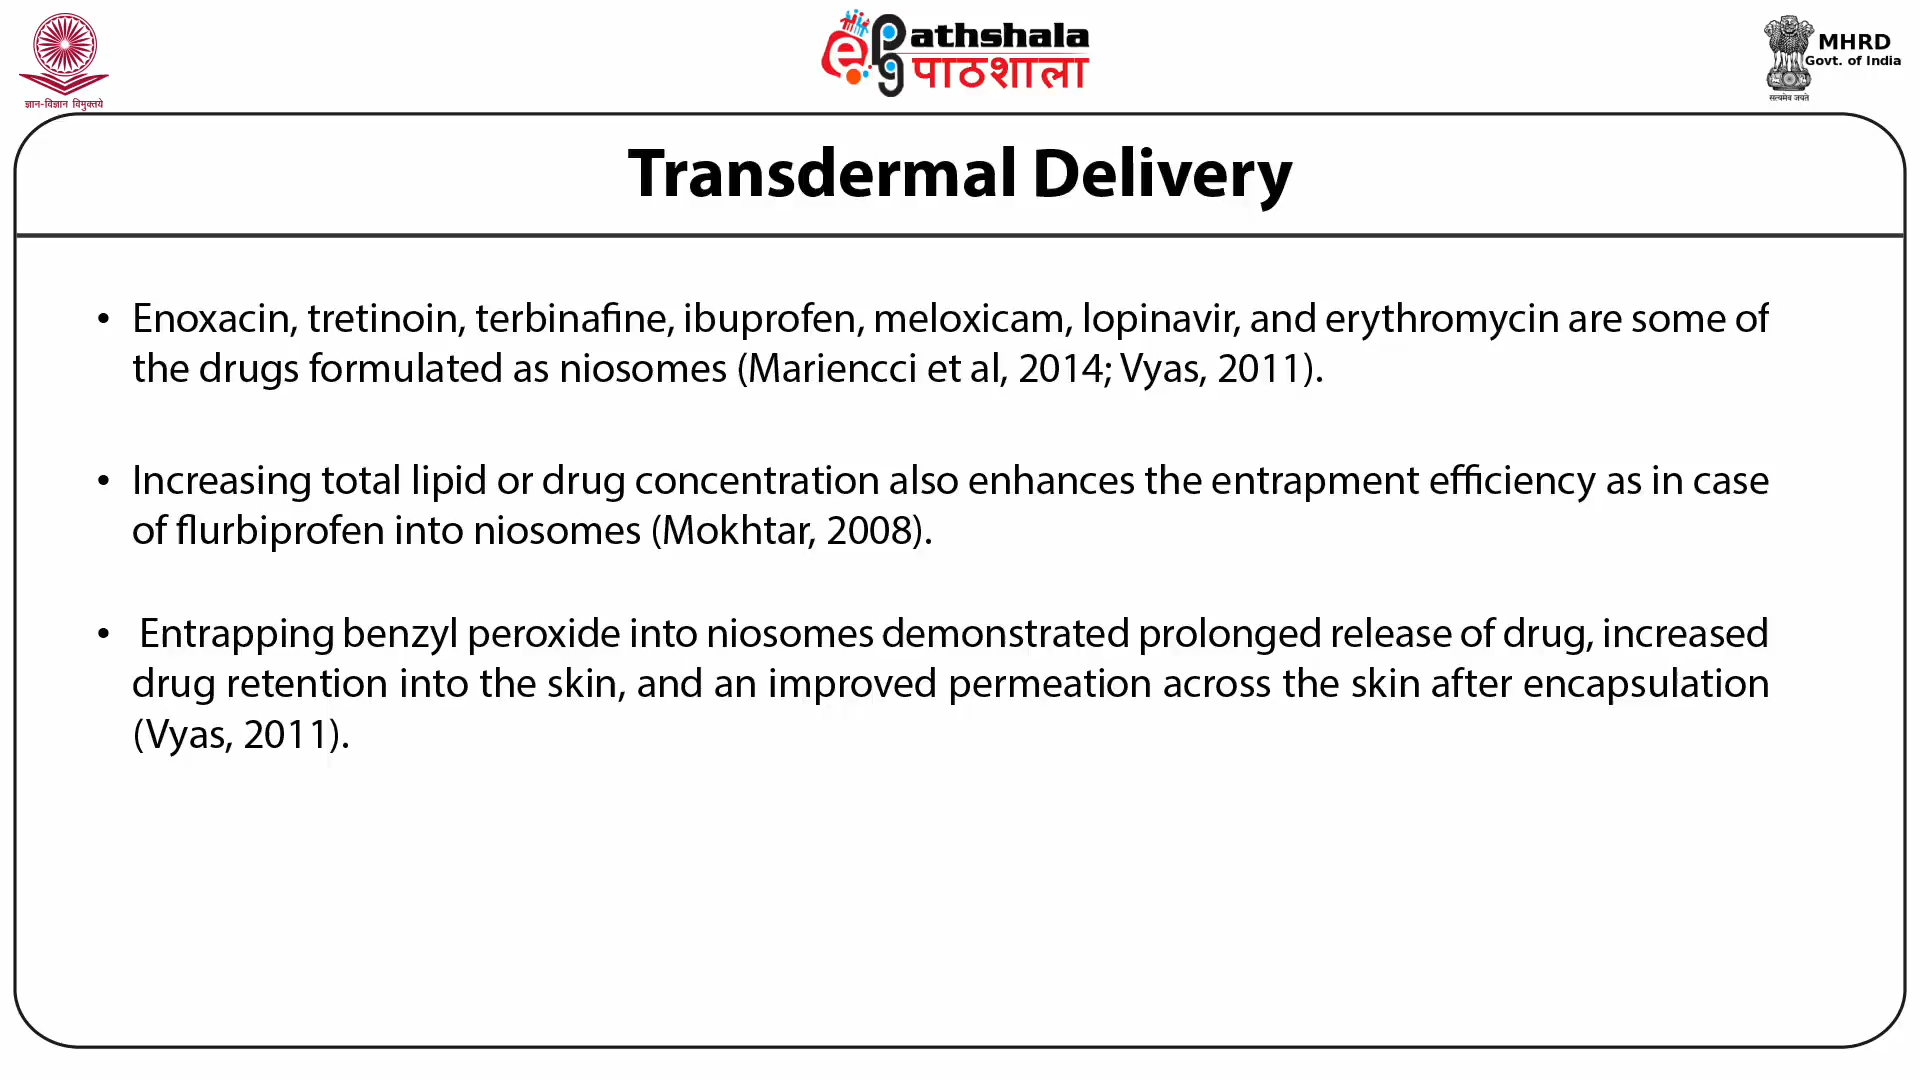 ज्ञान-विज्ञान विमुक्तये
ePG athshala
पाठशाला
MHRD
Govt. of India
सत्यमेव जयते
Transdermal Delivery
• Enoxacin, tretinoin, terbinafine, ibuprofen, meloxicam, lopinavir, and erythromycin are some of
the drugs formulated as niosomes (Mariencci et al, 2014; Vyas, 2011).
• Increasing total lipid or drug concentration also enhances the entrapment efficiency as in case
of flurbiprofen into niosomes (Mokhtar, 2008).
• Entrapping benzyl peroxide into niosomes demonstrated prolonged release of drug, increased
drug retention into the skin, and an improved permeation across the skin after encapsulation
(Vyas, 2011).